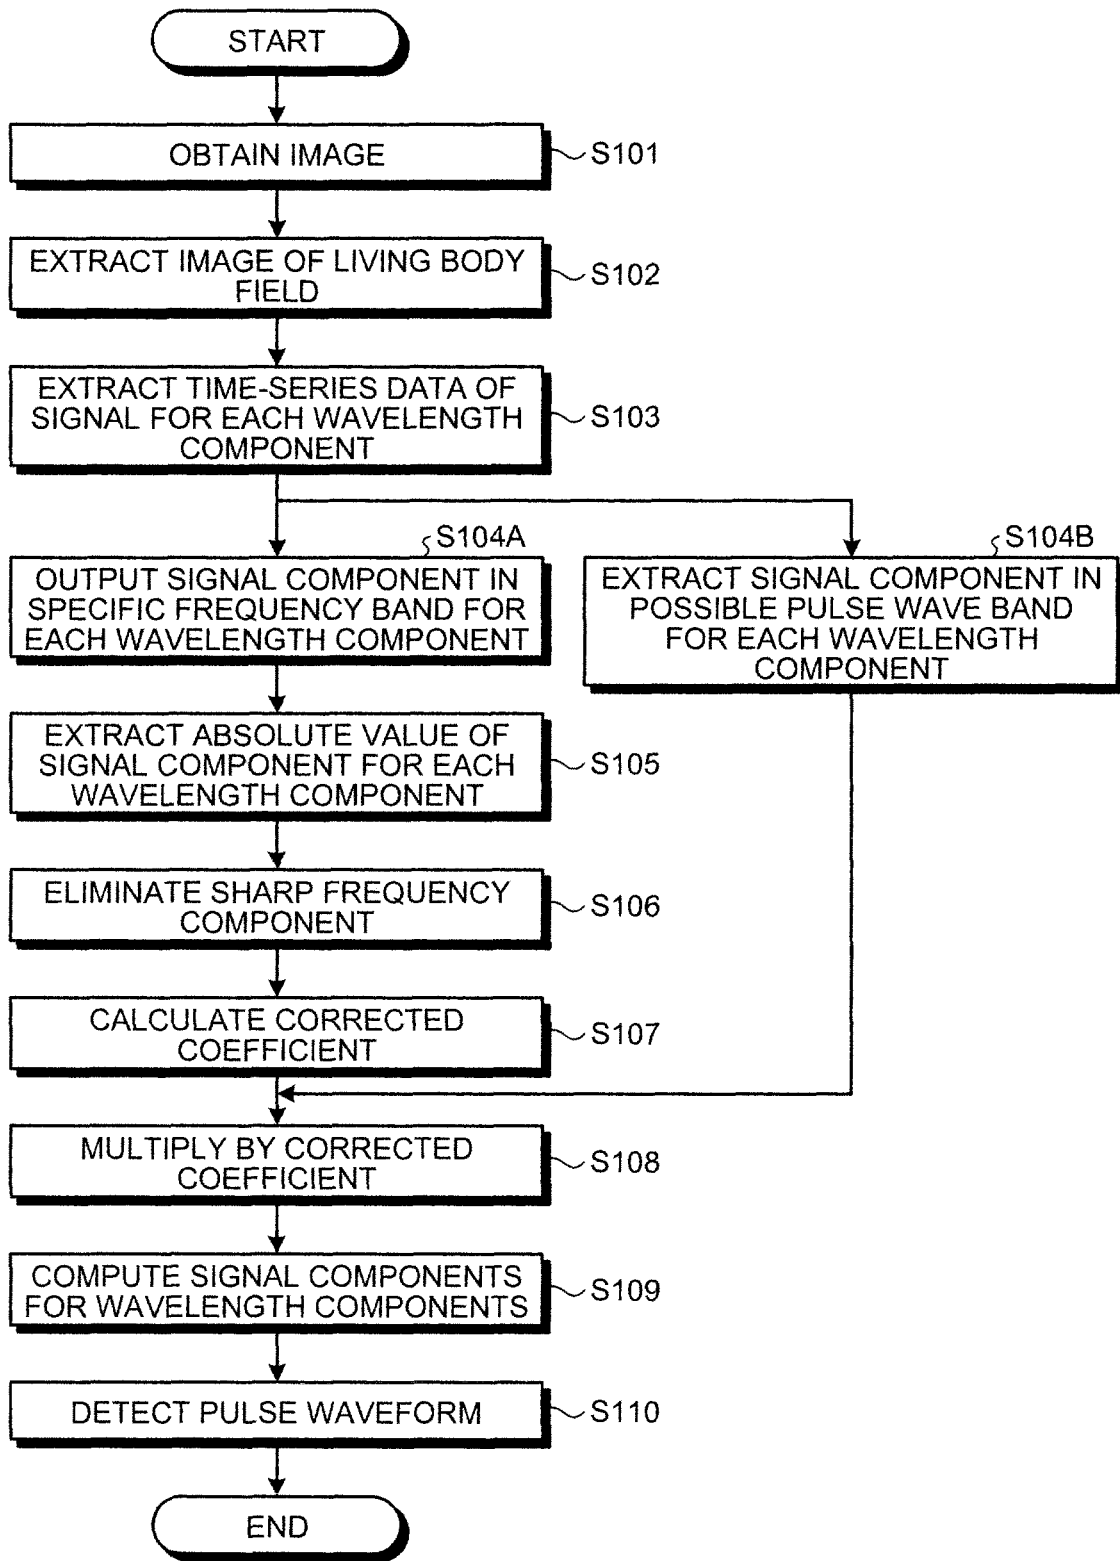 START
OBTAIN IMAGE
S101
EXTRACT IMAGE OF LIVING BODY
FIELD
S102
EXTRACT TIME-SERIES DATA OF
SIGNAL FOR EACH WAVELENGTH
COMPONENT
S103
S104A
OUTPUT SIGNAL COMPONENT IN
SPECIFIC FREQUENCY BAND FOR
EACH WAVELENGTH COMPONENT
S104B
EXTRACT SIGNAL COMPONENT IN
POSSIBLE PULSE WAVE BAND
FOR EACH WAVELENGTH
COMPONENT
EXTRACT ABSOLUTE VALUE OF
SIGNAL COMPONENT FOR EACH
WAVELENGTH COMPONENT
S105
ELIMINATE SHARP FREQUENCY
COMPONENT
S106
CALCULATE CORRECTED
COEFFICIENT
S107
MULTIPLY BY CORRECTED
COEFFICIENT
S108
COMPUTE SIGNAL COMPONENTS
FOR WAVELENGTH COMPONENTS
S109
DETECT PULSE WAVEFORM
S110
END